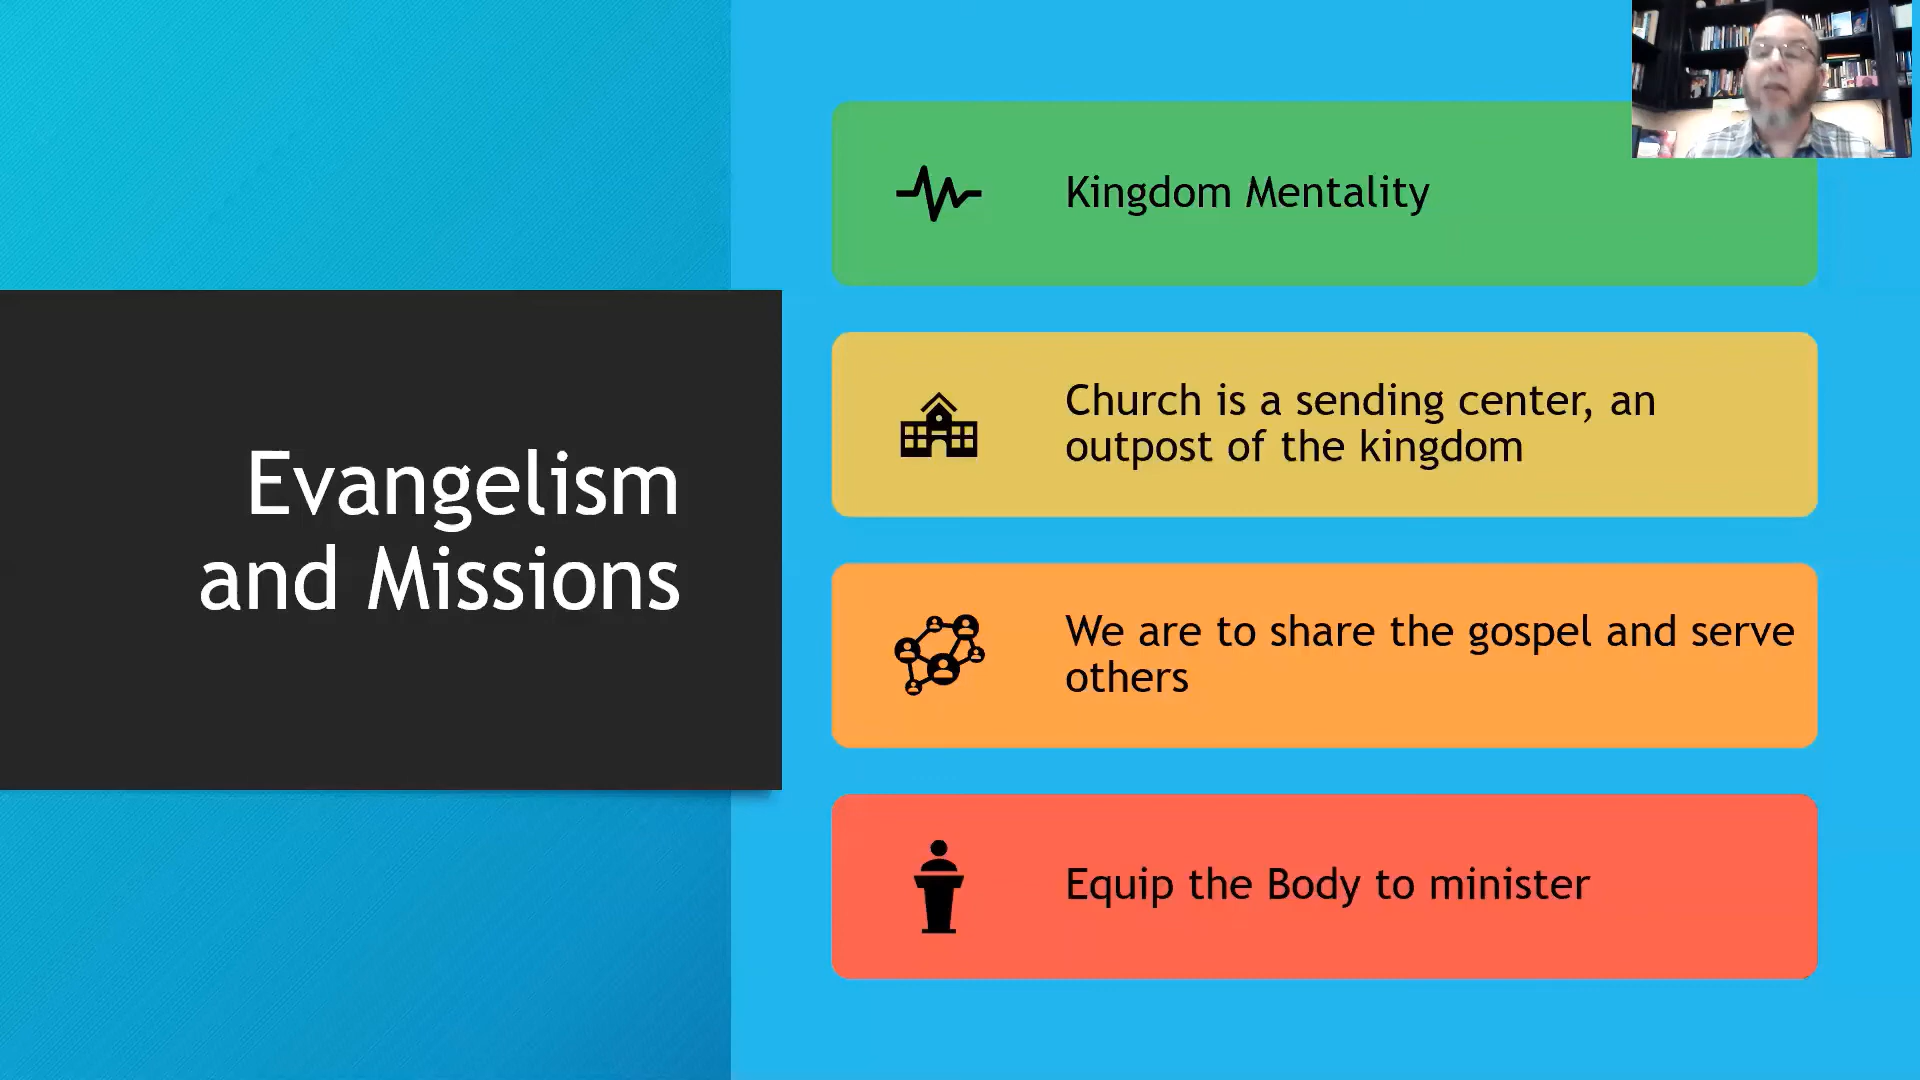 Evangelism
and Missions
Kingdom Mentality
Church is a sending center, an
outpost of the kingdom
We are to share the gospel and serve
others
Equip the Body to minister